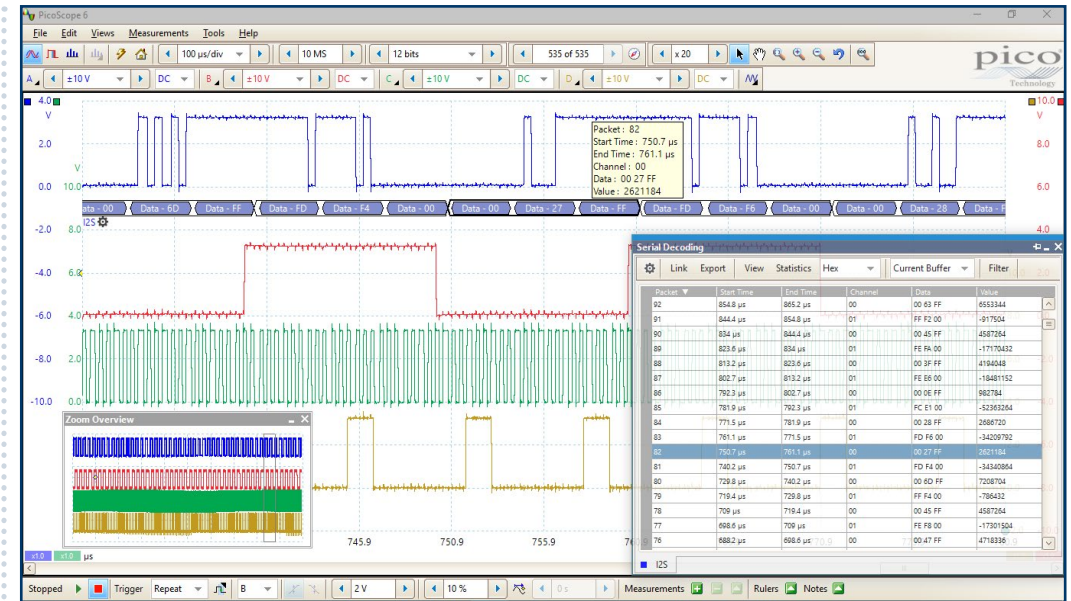 PicoScope 6
File Edit Views Measurements Tools Help
100 µs/div 10 MS 12 bits 535 of 535 x 20
pico
Technology
A ±10 V DC B ±10 V DC C ±10 V DC D ±10 V DC
4.0 10.0
V V
2.0 8.0
V
0.0 10.0 6.0
Packet : 82
Start Time : 750.7 µs
End Time : 761.1 µs
Channel : 00
Data : 00 27 FF
Value : 2621184
ata - 00 Data - 6D Data - FF Data - FD Data - F4 Data - 00 Data - 00 Data - 27 Data - FF Data - FD Data - F6 Data - 00 Data - 00 Data - 28 Data - F
I2S
-2.0 8.0 4.0
-4.0 6.0
-6.0 4.0
-8.0 2.0
-10.0 0.0
Zoom Overview
745.9 750.9 755.9
x1.0 x1.0 µs
Serial Decoding
Link Export View Statistics Hex Current Buffer Filter
Packet Start Time End Time Channel Data Value
92 854.8 µs 865.2 µs 00 00 63 FF 6553344
91 844.4 µs 854.8 µs 01 FF F2 00 -917504
90 834 µs 844.4 µs 00 00 45 FF 4587264
89 823.6 µs 834 µs 01 FE FA 00 -17170432
88 813.2 µs 823.6 µs 00 00 3F FF 4194048
87 802.7 µs 813.2 µs 01 FE E6 00 -18481152
86 792.3 µs 802.7 µs 00 00 0E FF 982784
85 781.9 µs 792.3 µs 01 FC E1 00 -52363264
84 771.5 µs 781.9 µs 00 00 28 FF 2686720
83 761.1 µs 771.5 µs 01 FD F6 00 -34209792
82 750.7 µs 761.1 µs 00 00 27 FF 2621184
81 740.2 µs 750.7 µs 01 FD F4 00 -34340864
80 729.8 µs 740.2 µs 00 00 6D FF 7208704
79 719.4 µs 729.8 µs 01 FF F4 00 -786432
78 709 µs 719.4 µs 00 00 45 FF 4587264
77 698.6 µs 709 µs 01 FE F8 00 -17301504
76 688.2 µs 698.6 µs 00 00 47 FF 4718336
I2S
Stopped Trigger Repeat B 2 V 10 % 0 s Measurements Rulers Notes